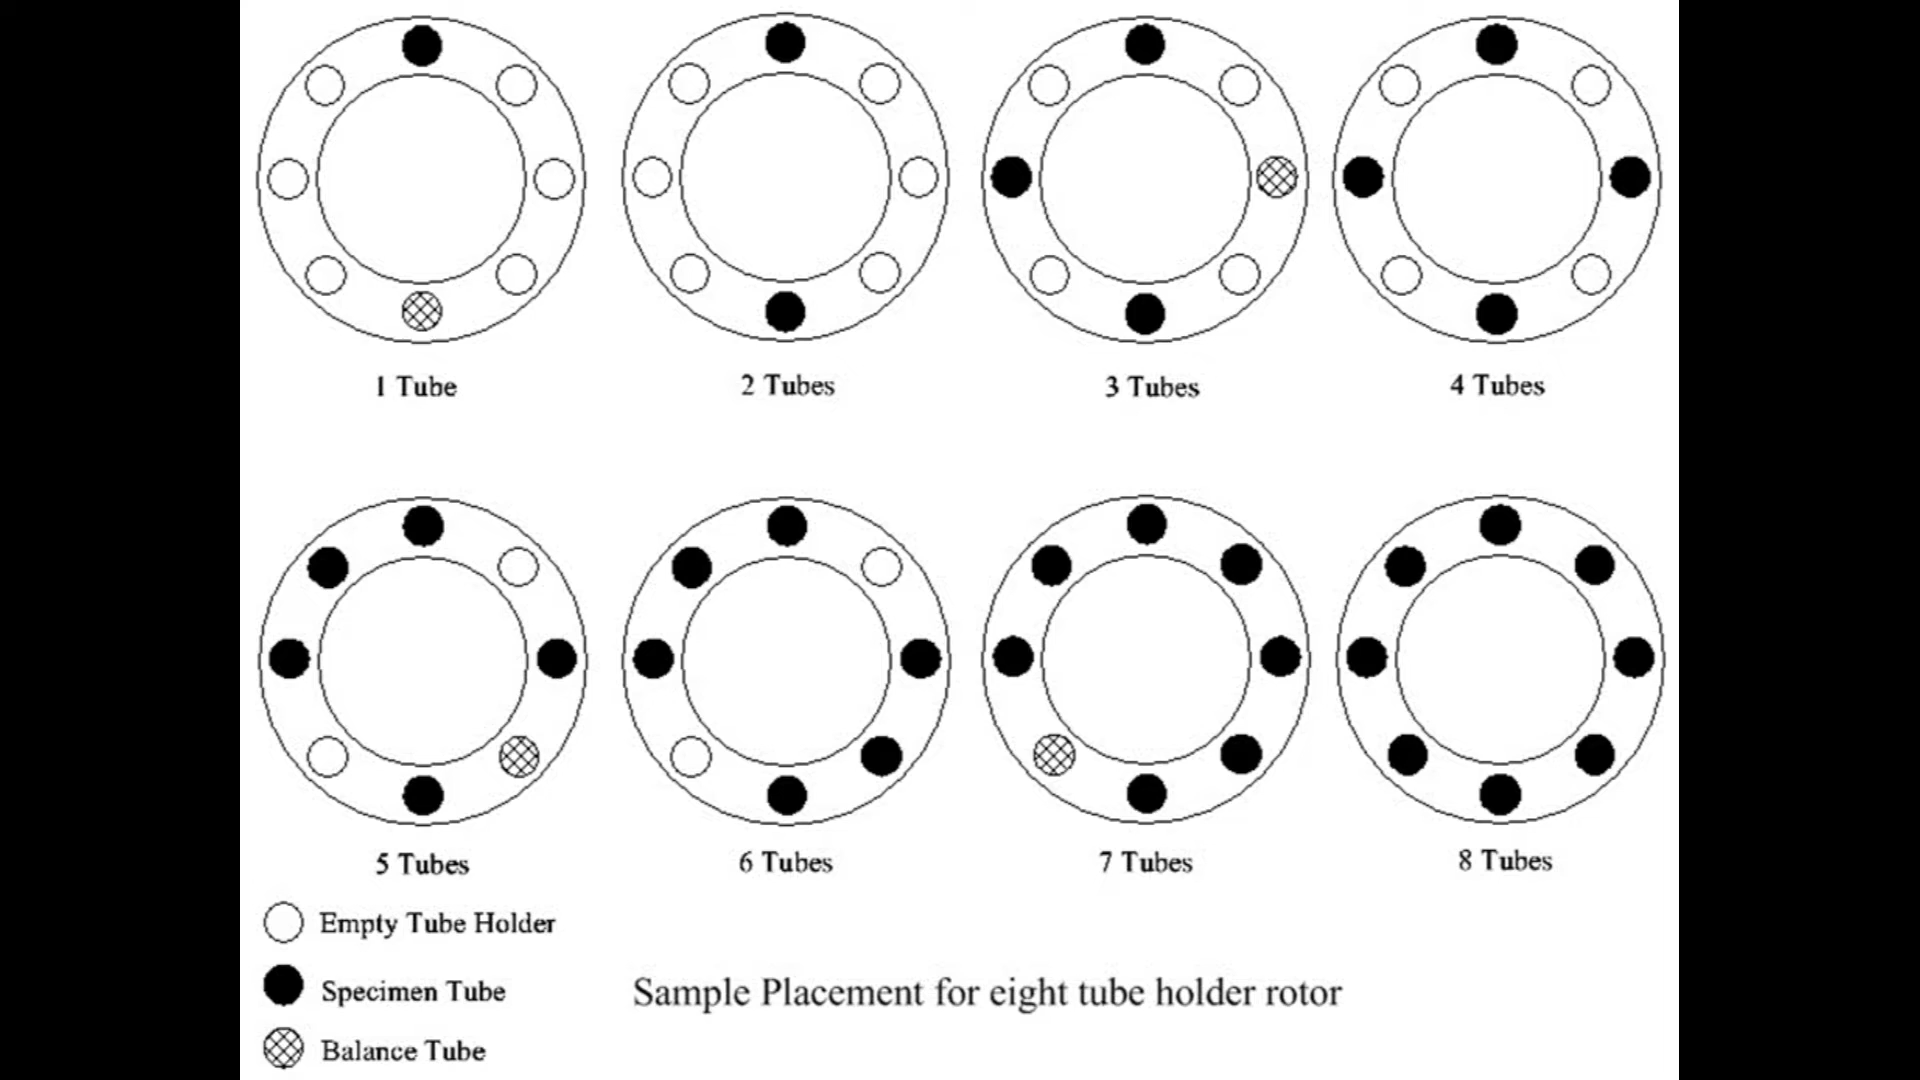 1 Tube
2 Tubes
3 Tubes
4 Tubes
5 Tubes
6 Tubes
7 Tubes
8 Tubes
Empty Tube Holder
Specimen Tube
Sample Placement for eight tube holder rotor
Balance Tube